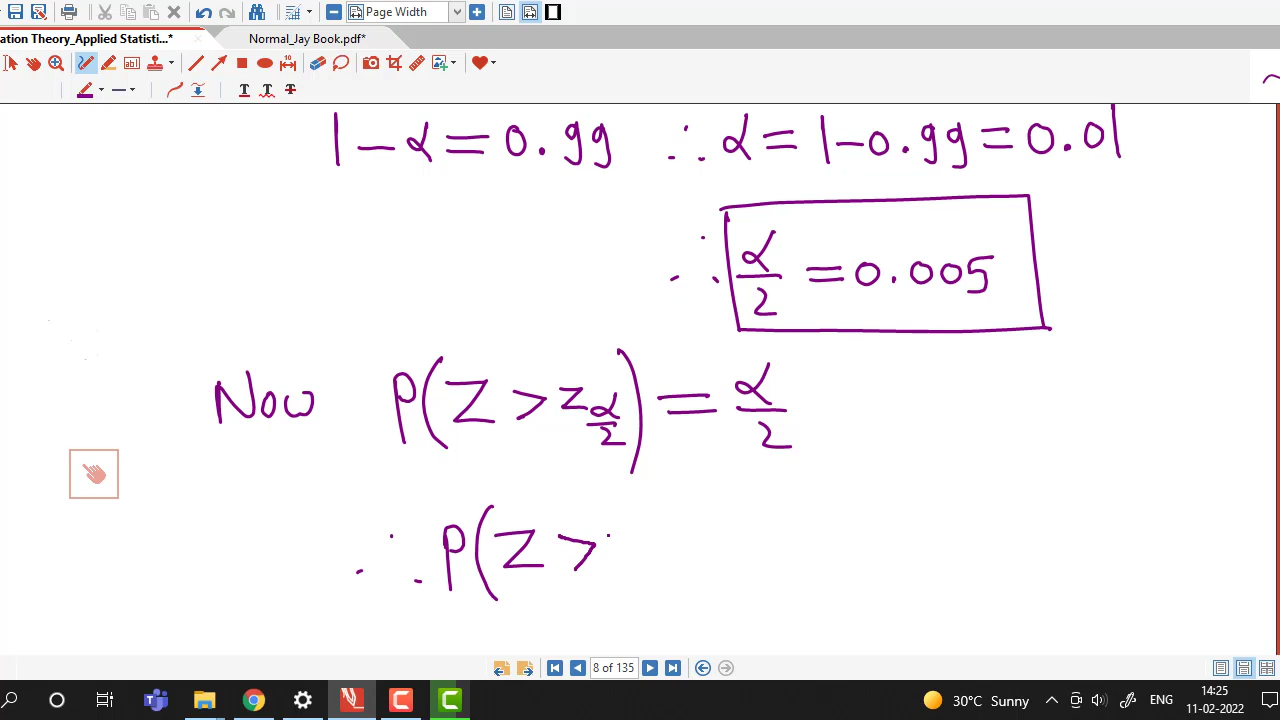 Page Width
ation Theory_Applied Statisti...*
Normal_Jay Book.pdf*
1-α=0.99 ∴ α=1-0.99=0.01
∴ α/2 =0.005
Now P(Z>z_{α/2})=α/2
∴ P(Z>
8 of 135
30°C Sunny
ENG
14:25
11-02-2022